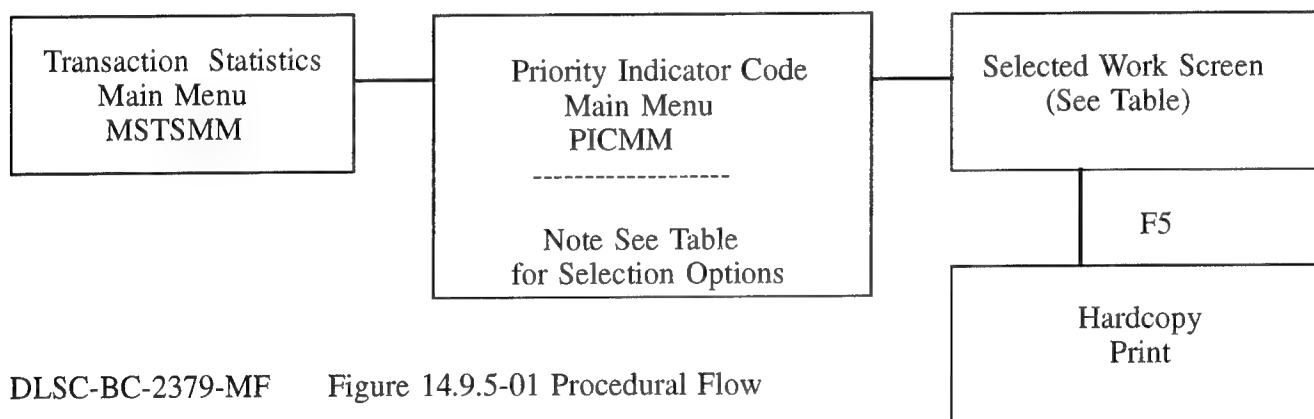 Transaction Statistics
Main Menu
MSTSMM
Priority Indicator Code
Main Menu
PICMM
--------------------
Note See Table
for Selection Options
Selected Work Screen
(See Table)
F5
Hardcopy
Print
DLSC-BC-2379-MF Figure 14.9.5-01 Procedural Flow